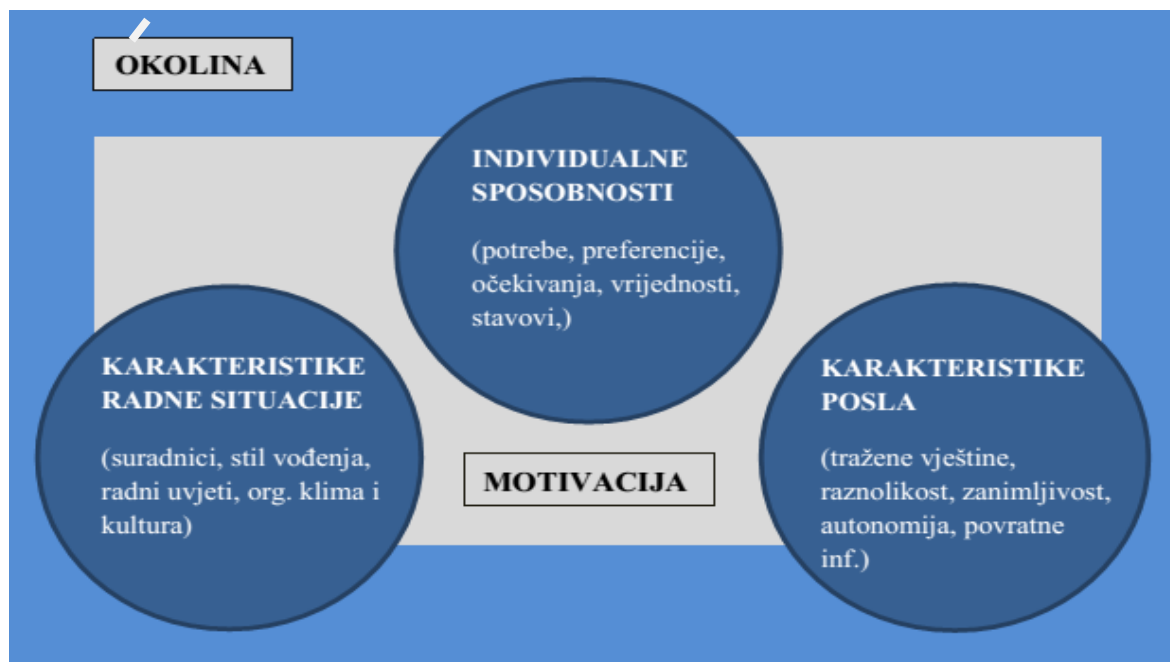 OKOLINA
INDIVIDUALNE
SPOSOBNOSTI
(potrebe, preferencije,
očekivanja, vrijednosti,
stavovi,)
KARAKTERISTIKE
RADNE SITUACIJE
(suradnici, stil vođenja,
radni uvjeti, org. klima i
kultura)
MOTIVACIJA
KARAKTERISTIKE
POSLA
(tražene vještine,
raznolikost, zanimljivost,
autonomija, povratne
inf.)